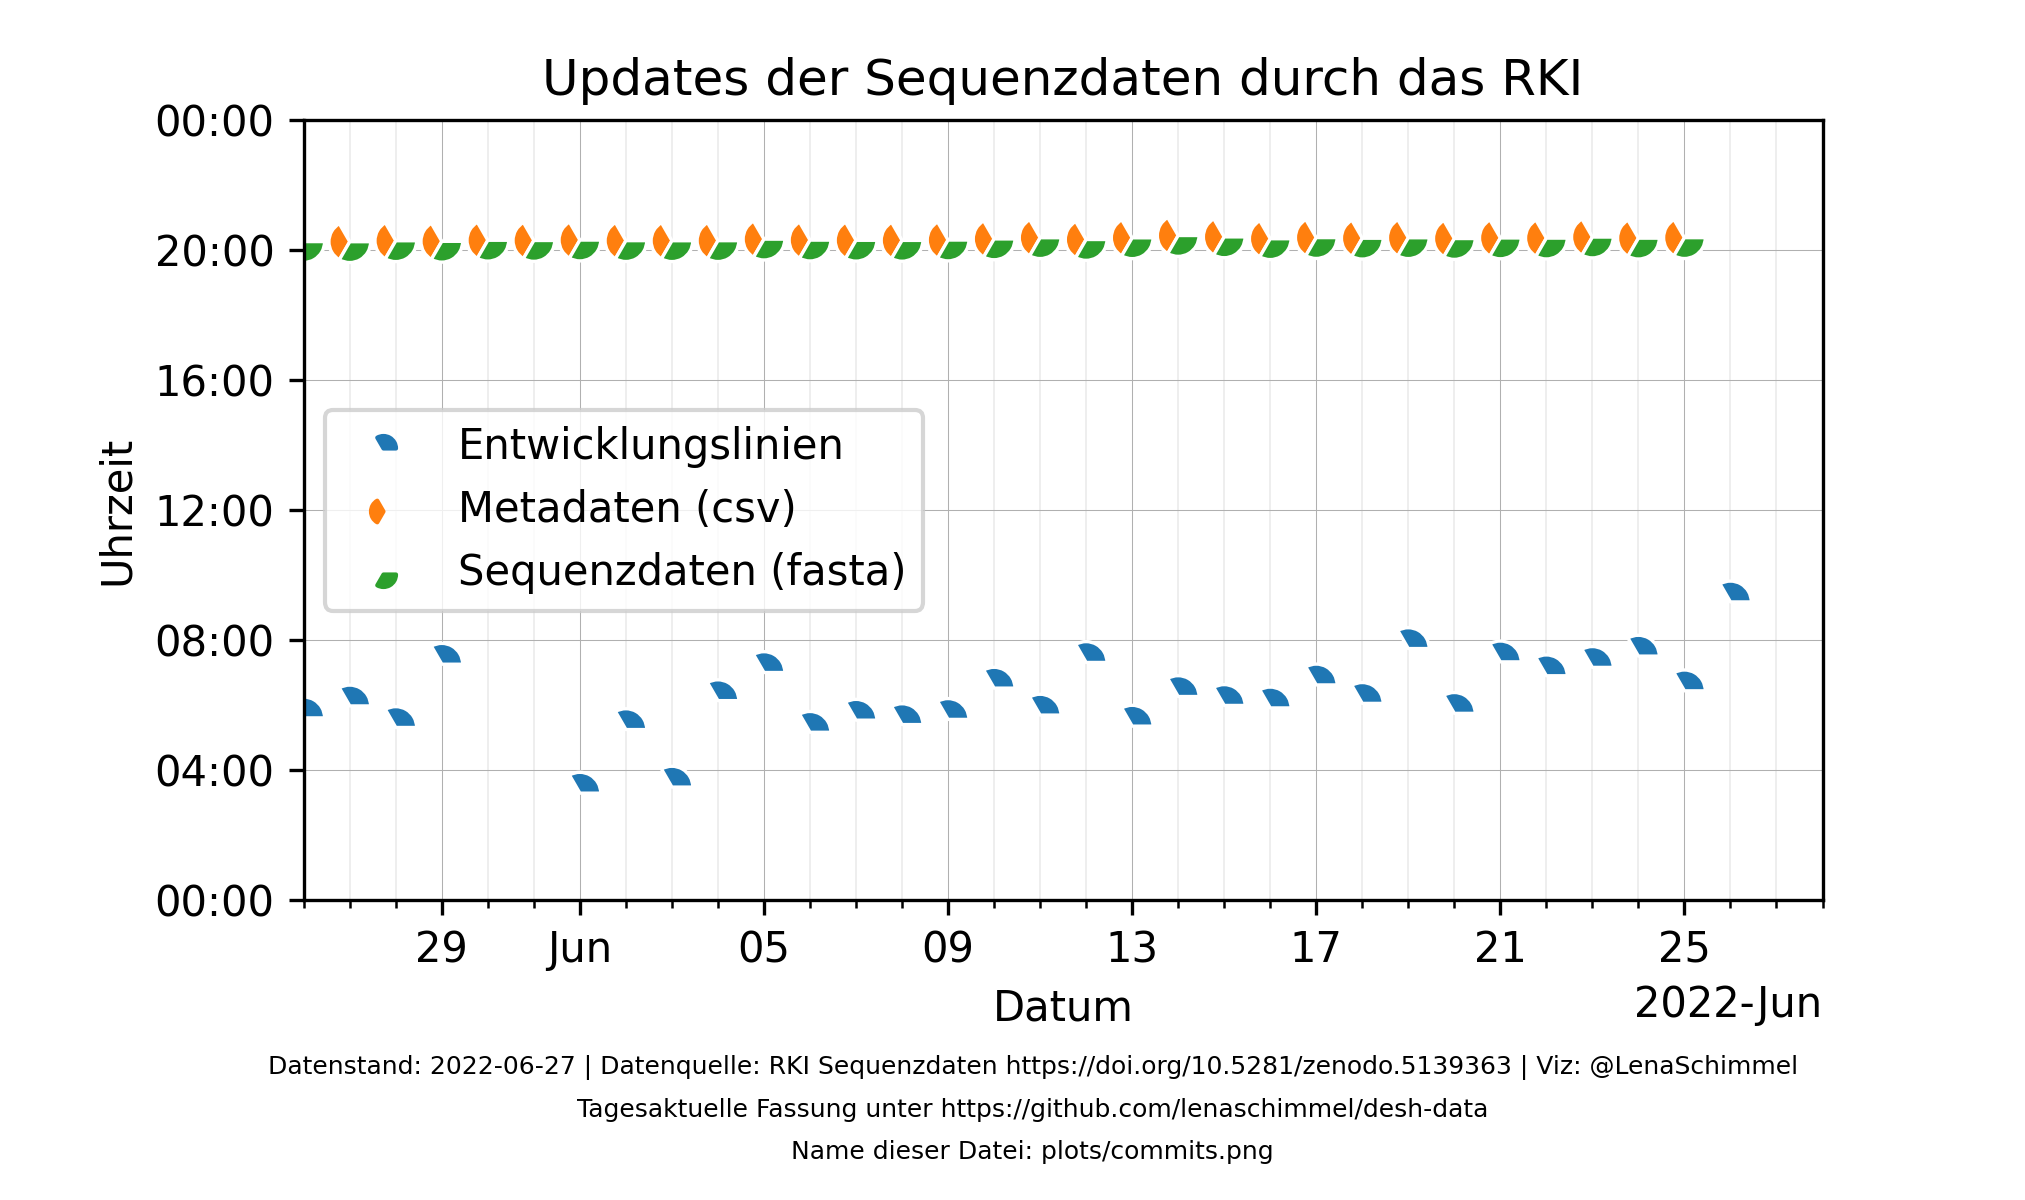 Updates der Sequenzdaten durch das RKI
00:00
20:00
16:00
12:00
08:00
04:00
00:00
Uhrzeit
Entwicklungslinien
Metadaten (csv)
Sequenzdaten (fasta)
29 Jun 05 09 13 17 21 25
2022-Jun
Datum
Datenstand: 2022-06-27 | Datenquelle: RKI Sequenzdaten https://doi.org/10.5281/zenodo.5139363 | Viz: @LenaSchimmel
Tagesaktuelle Fassung unter https://github.com/lenaschimmel/desh-data
Name dieser Datei: plots/commits.png